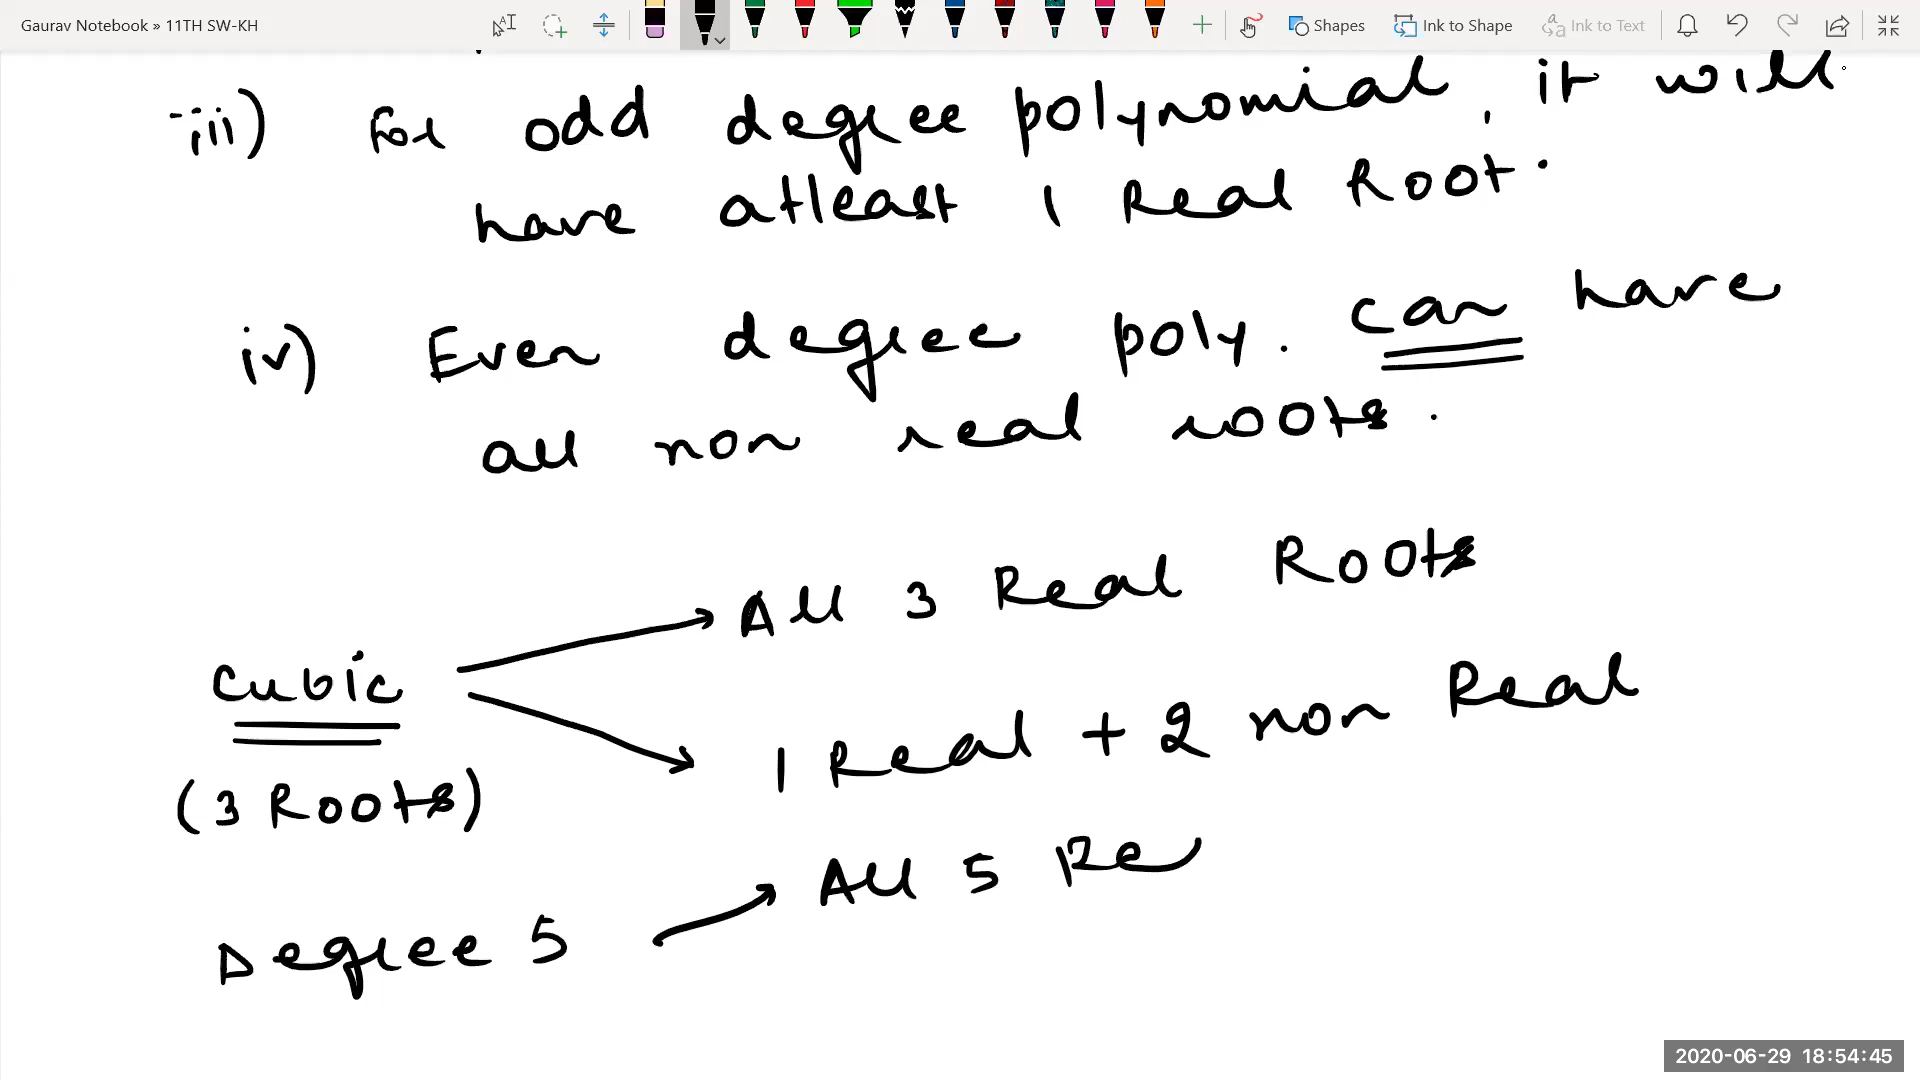 Gaurav Notebook » 11TH SW-KH
Shapes
Ink to Shape
Ink to Text
iii) For odd degree polynomial, it will
have atleast 1 Real Root.
iv) Even degree poly. can have
all non real roots.
All 3 Real Roots
Cubic
1 Real + 2 non Real
(3 Roots)
All 5 Re
Degree 5
2020-06-29 18:54:45